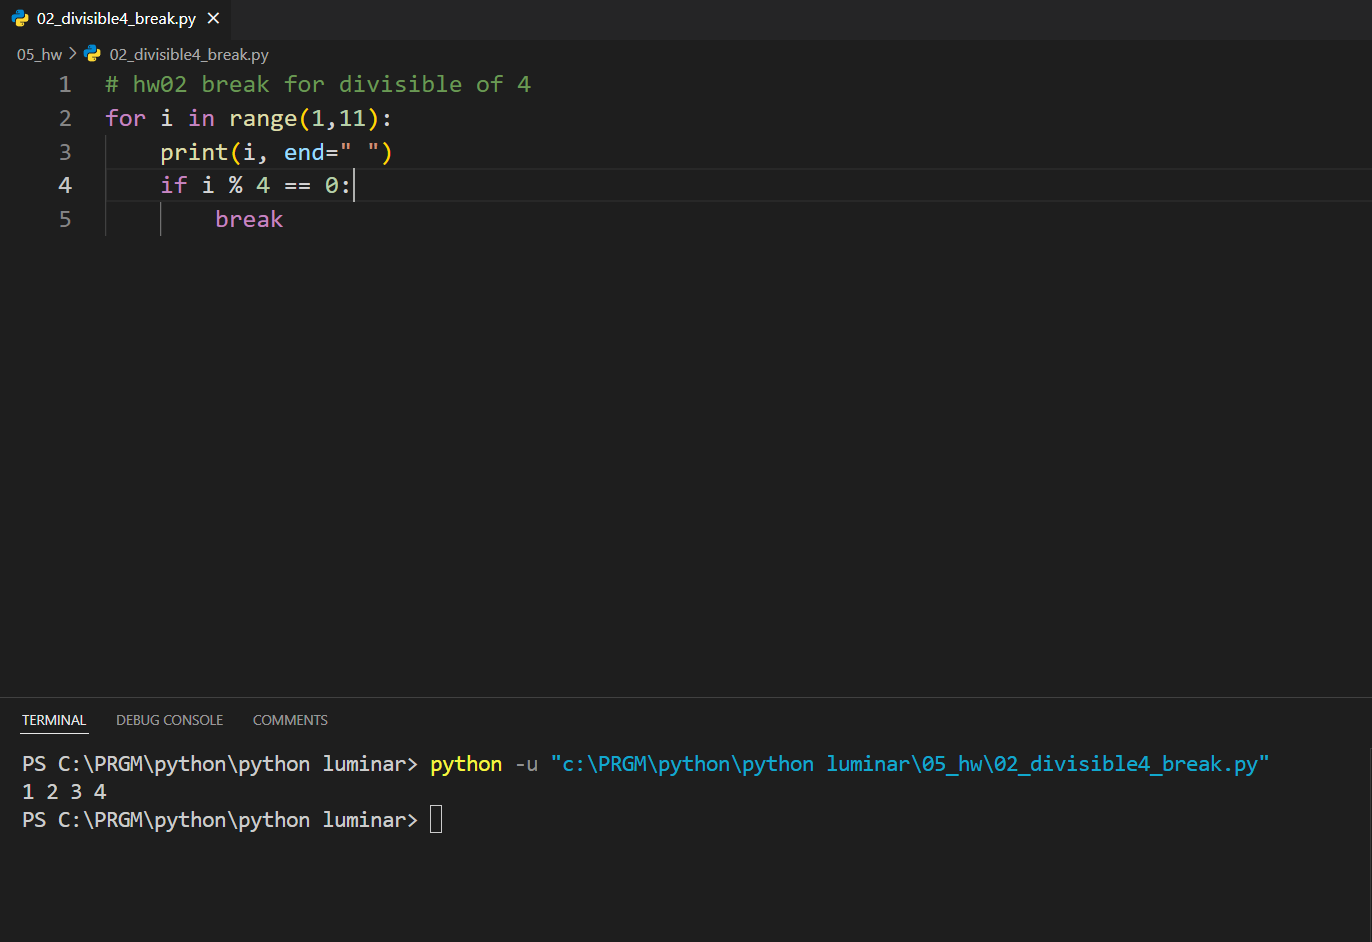 02_divisible4_break.py
05_hw > 02_divisible4_break.py
1 # hw02 break for divisible of 4
2 for i in range(1,11):
3     print(i, end=" ")
4     if i % 4 == 0:
5         break
TERMINAL DEBUG CONSOLE COMMENTS
PS C:\PRGM\python\python luminar> python -u "c:\PRGM\python\python luminar\05_hw\02_divisible4_break.py"
1 2 3 4
PS C:\PRGM\python\python luminar>